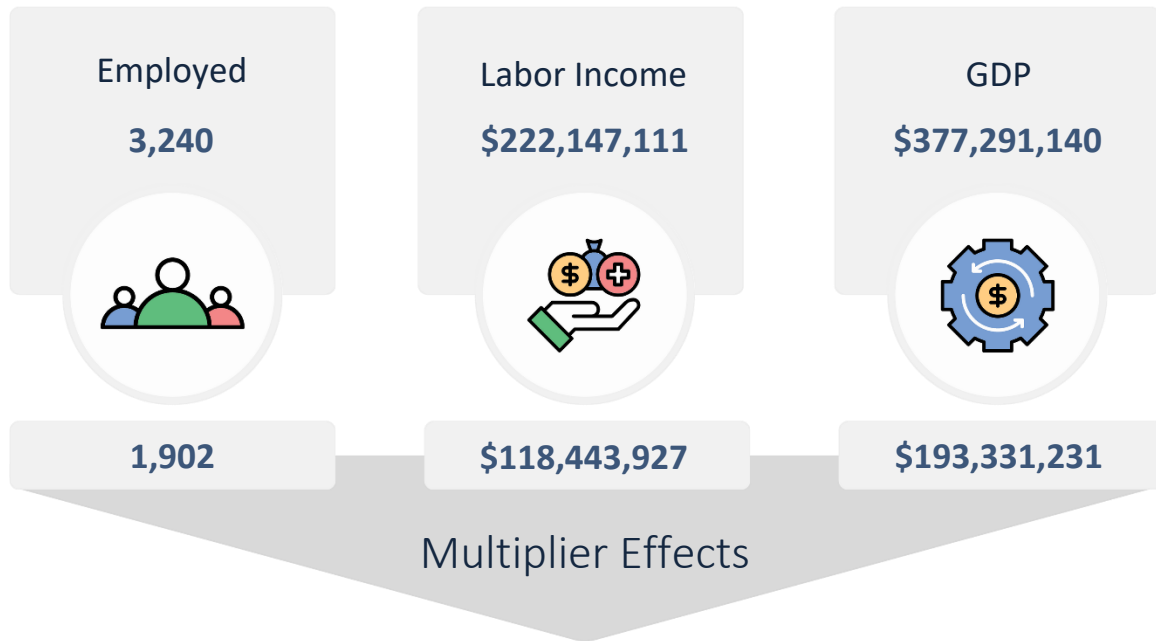 Employed
3,240
Labor Income
$222,147,111
GDP
$377,291,140
$
$
1,902
$118,443,927
$193,331,231
Multiplier Effects